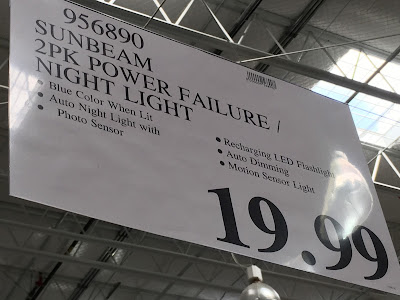 956890
SUNBEAM
2PK POWER FAILURE /
NIGHT LIGHT
• Blue Color When Lit
• Auto Night Light with
Photo Sensor
• Recharging LED Flashlight
• Auto Dimming
• Motion Sensor Light
19.99